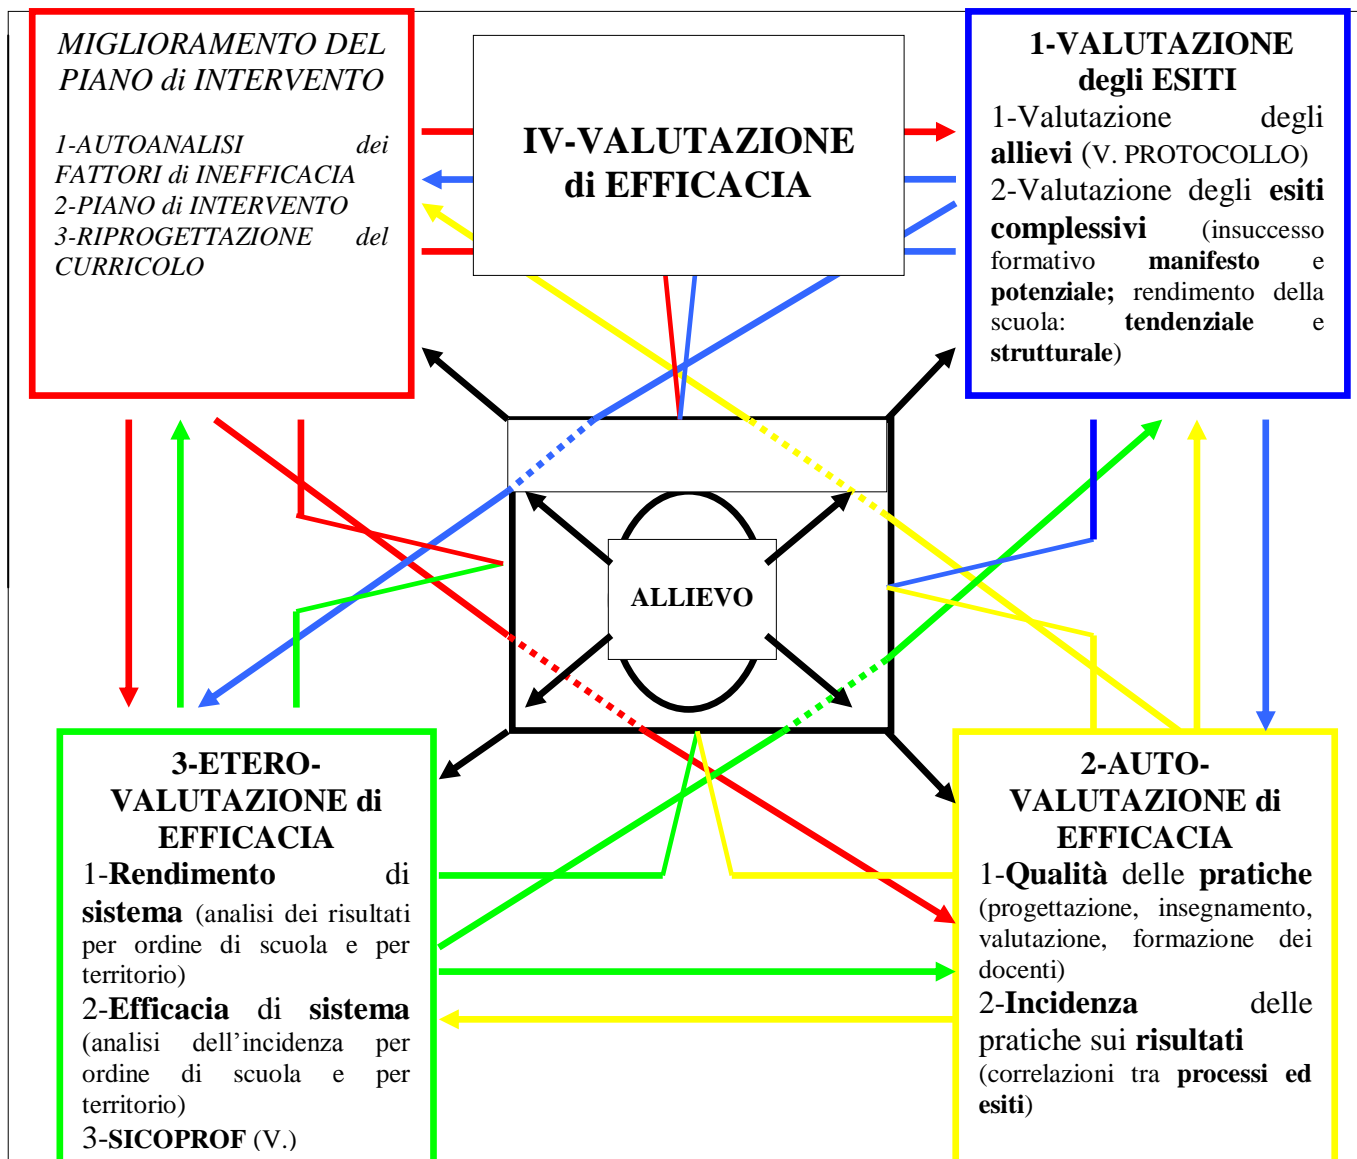 MIGLIORAMENTO DEL
PIANO di INTERVENTO
1-AUTOANALISI dei
FATTORI di INEFFICACIA
2-PIANO di INTERVENTO
3-RIPROGETTAZIONE del
CURRICOLO
IV-VALUTAZIONE
di EFFICACIA
1-VALUTAZIONE
degli ESITI
1-Valutazione degli
allievi (V. PROTOCOLLO)
2-Valutazione degli esiti
complessivi (insuccesso
formativo manifesto e
potenziale; rendimento della
scuola: tendenziale e
strutturale)
ALLIEVO
3-ETERO-
VALUTAZIONE di
EFFICACIA
1-Rendimento di
sistema (analisi dei risultati
per ordine di scuola e per
territorio)
2-Efficacia di sistema
(analisi dell'incidenza per
ordine di scuola e per
territorio)
3-SICOPROF (V.)
2-AUTO-
VALUTAZIONE di
EFFICACIA
1-Qualità delle pratiche
(progettazione, insegnamento,
valutazione, formazione dei
docenti)
2-Incidenza delle
pratiche sui risultati
(correlazioni tra processi ed
esiti)